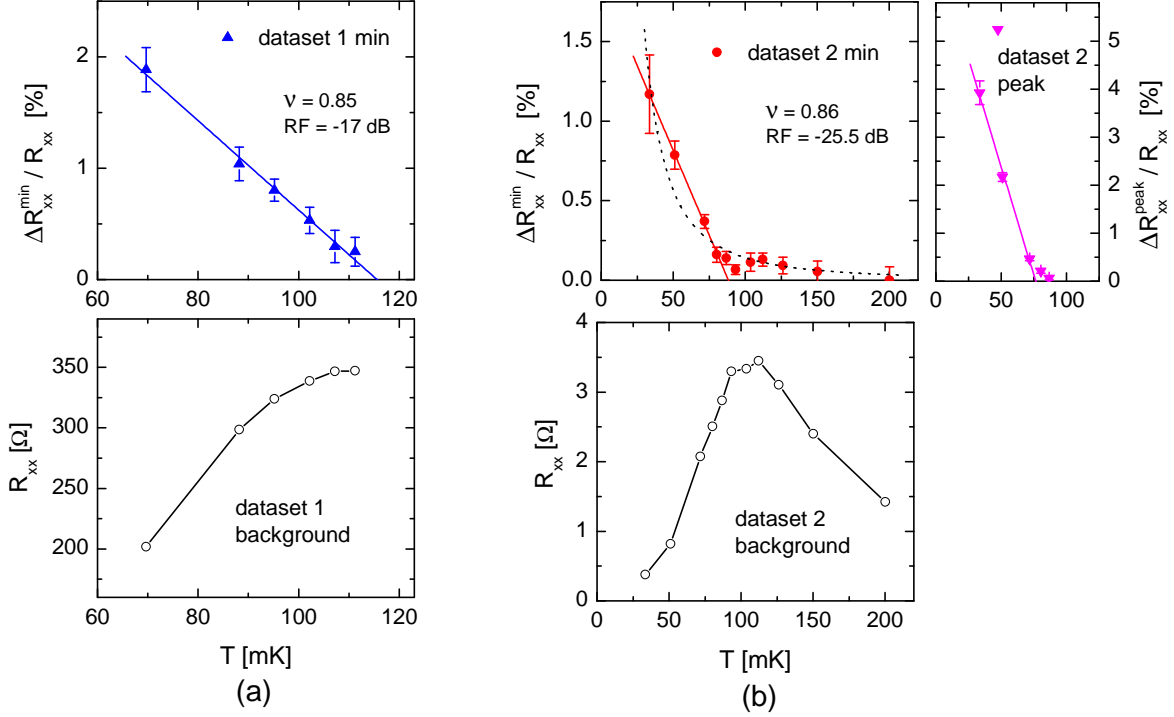 2
1
0
ΔR_xx^min / R_xx [%]
dataset 1 min
ν = 0.85
RF = -17 dB
60 80 100 120
1.5
1.0
0.5
0.0
ΔR_xx^min / R_xx [%]
dataset 2 min
ν = 0.86
RF = -25.5 dB
0 50 100 150 200
dataset 2
peak
5
4
3
2
1
0
ΔR_xx^peak / R_xx [%]
0 50 100
350
300
250
200
R_xx [Ω]
dataset 1
background
60 80 100 120
T [mK]
(a)
4
3
2
1
0
R_xx [Ω]
dataset 2
background
0 50 100 150 200
T [mK]
(b)